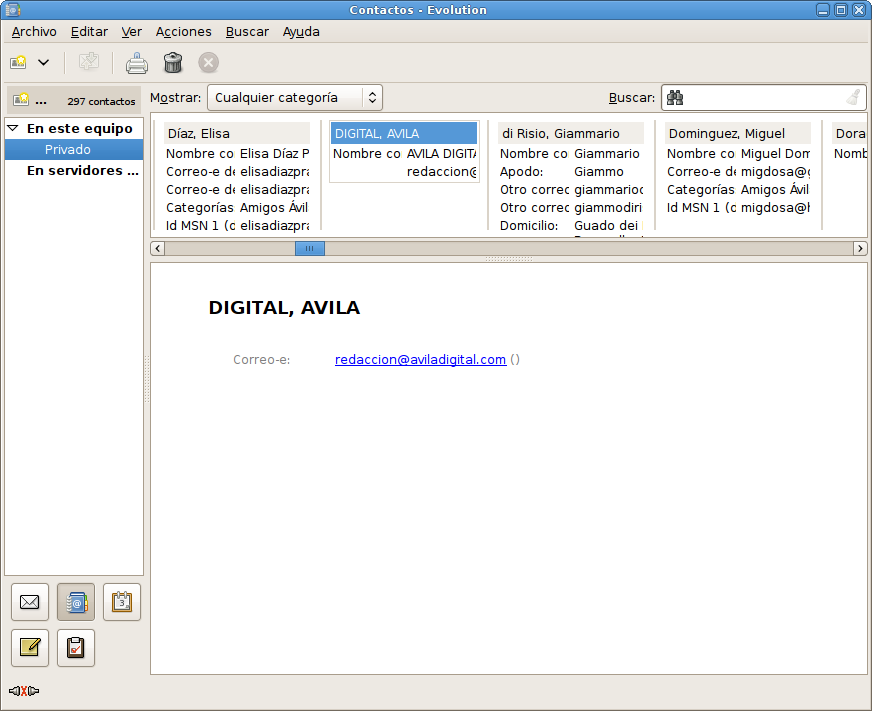 Contactos - Evolution
Archivo Editar Ver Acciones Buscar Ayuda
... 297 contactos
Mostrar: Cualquier categoría Buscar:
En este equipo
Privado
En servidores ...
Díaz, Elisa
Nombre co Elisa Díaz P
Correo-e de elisadiazpra
Correo-e de elisadiazpra
Categorías Amigos Ávil
Id MSN 1 (c elisadiazpra
DIGITAL, AVILA
Nombre co AVILA DIGITA
redaccion@
di Risio, Giammario
Nombre co Giammario
Apodo: Giammo
Otro correo giammarioc
Otro correo giammodiri
Domicilio: Guado dei
Dominguez, Miguel
Nombre co Miguel Dom
Correo-e de migdosa@g
Categorías Amigos Ávil
Id MSN 1 (c migdosa@h
Dora
Nomb
DIGITAL, AVILA
Correo-e: redaccion@aviladigital.com ()
3